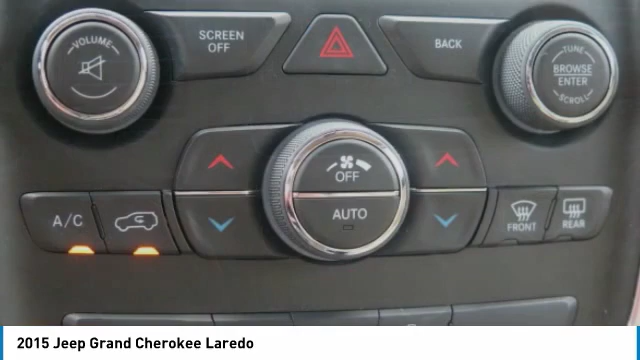 VOLUME
SCREEN
OFF
BACK
TUNE
BROWSE
ENTER
SCROLL
OFF
AUTO
A/C
FRONT
REAR
2015 Jeep Grand Cherokee Laredo